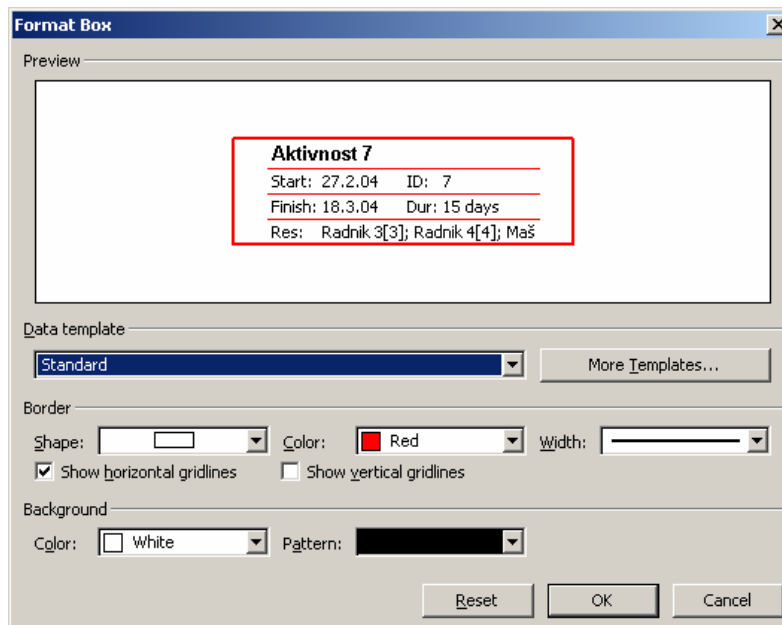 Format Box
Preview
Aktivnost 7
Start: 27.2.04 ID: 7
Finish: 18.3.04 Dur: 15 days
Res: Radnik 3[3]; Radnik 4[4]; Maš
Data template
Standard
More Templates...
Border
Shape: Color: Red Width:
Show horizontal gridlines Show vertical gridlines
Background
Color: White Pattern:
Reset OK Cancel